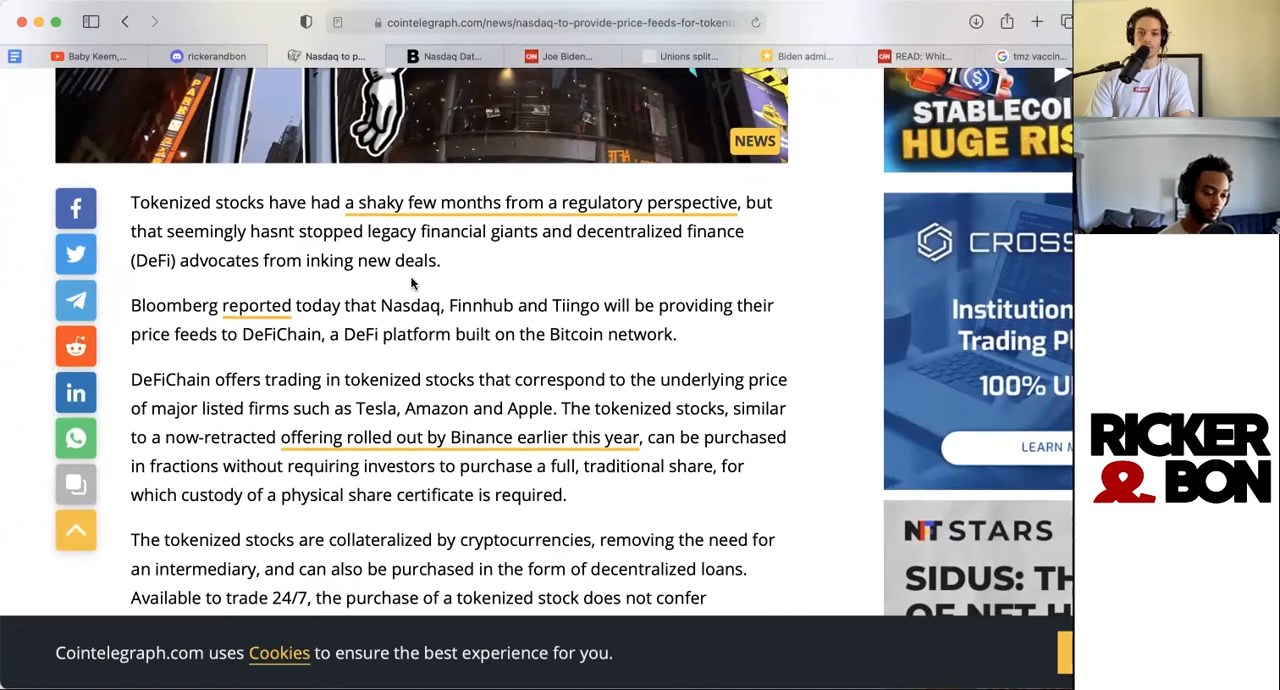 cointelegraph.com/news/nasdaq-to-provide-price-feeds-for-tokeni
Baby Keem,...
rickerandbon
Nasdaq to p...
Nasdaq Dat...
CNN
Joe Biden...
Unions split...
Biden admi...
CNN
READ: Whit...
tmz vaccin...
NEWS
Tokenized stocks have had a shaky few months from a regulatory perspective, but
that seemingly hasnt stopped legacy financial giants and decentralized finance
(DeFi) advocates from inking new deals.
Bloomberg reported today that Nasdaq, Finnhub and Tiingo will be providing their
price feeds to DeFiChain, a DeFi platform built on the Bitcoin network.
DeFiChain offers trading in tokenized stocks that correspond to the underlying price
of major listed firms such as Tesla, Amazon and Apple. The tokenized stocks, similar
to a now-retracted offering rolled out by Binance earlier this year, can be purchased
in fractions without requiring investors to purchase a full, traditional share, for
which custody of a physical share certificate is required.
The tokenized stocks are collateralized by cryptocurrencies, removing the need for
an intermediary, and can also be purchased in the form of decentralized loans.
Available to trade 24/7, the purchase of a tokenized stock does not confer
Cointelegraph.com uses Cookies to ensure the best experience for you.
STABLECOI
HUGE RIS
CROSS
Institution
Trading Pl
100% U
LEARN M
NFT STARS
SIDUS: TH
OF NFT H
RICKER
& BON